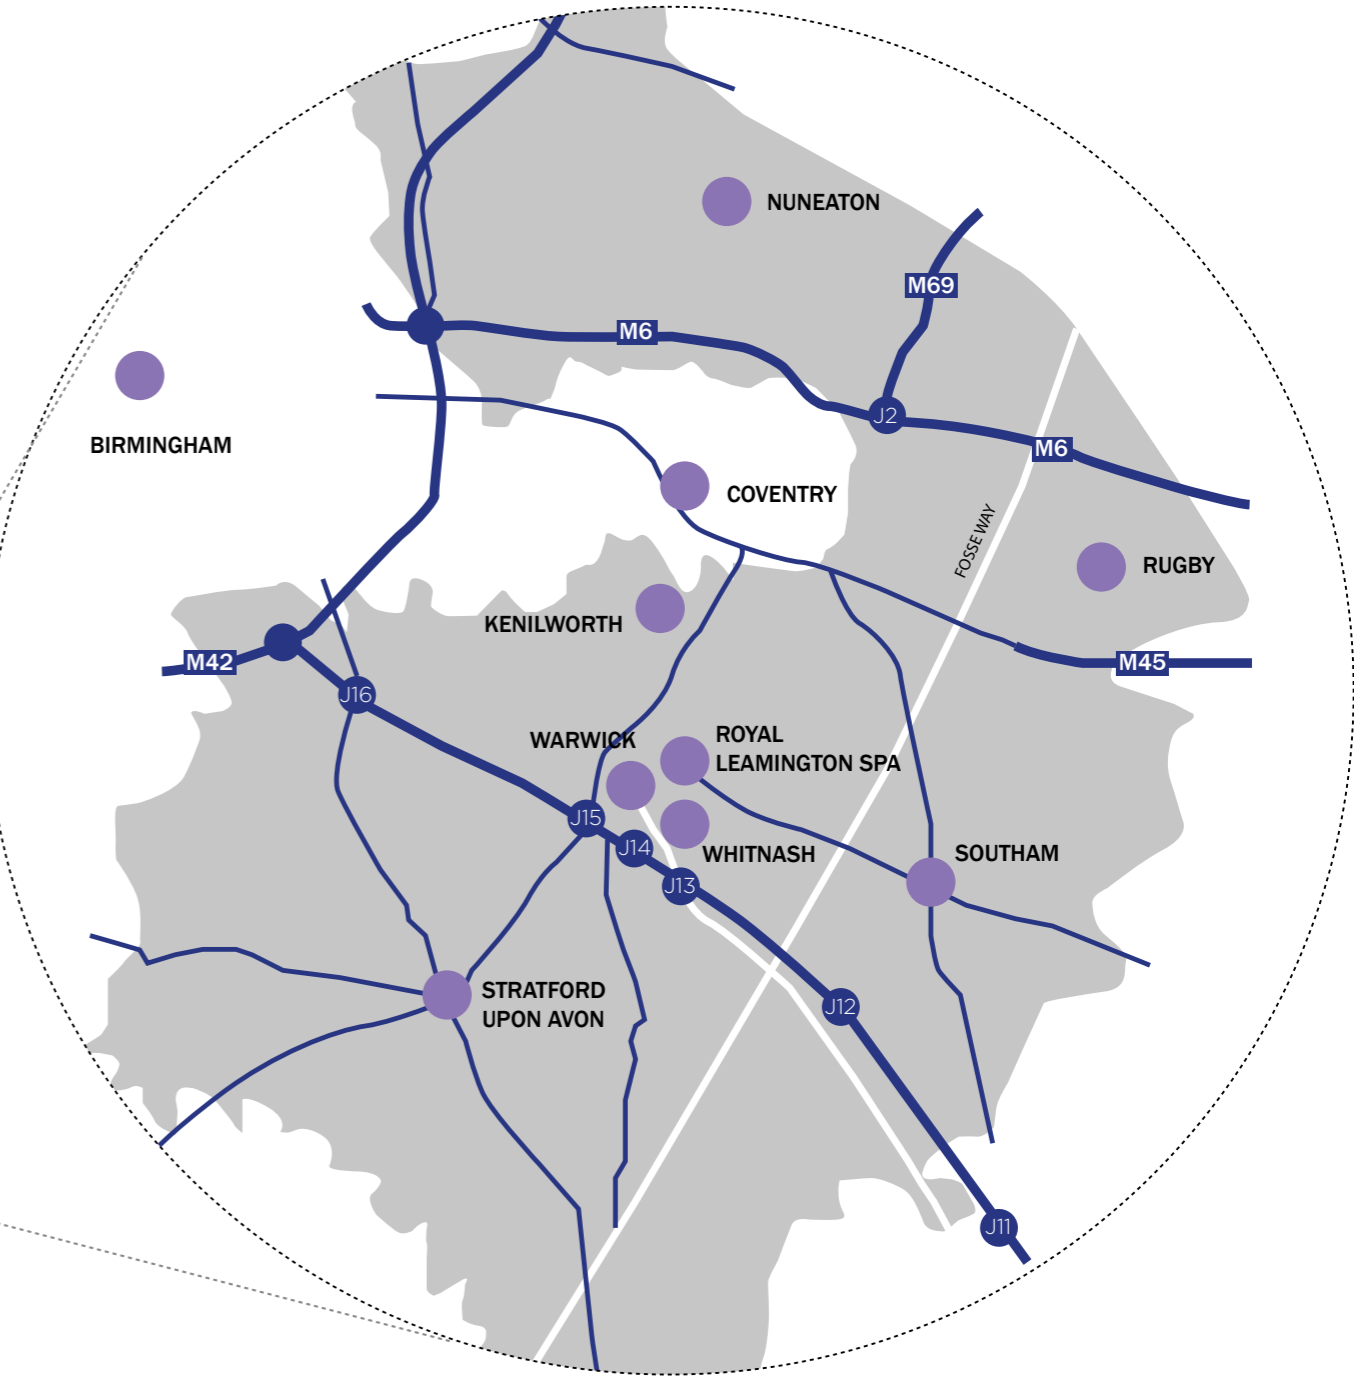 NUNEATON
M69
M6
BIRMINGHAM
J2
M6
COVENTRY
FOSSE WAY
RUGBY
KENILWORTH
M42
M45
J16
WARWICK
ROYAL
LEAMINGTON SPA
J15
J14
WHITNASH
SOUTHAM
J13
STRATFORD
UPON AVON
J12
J11